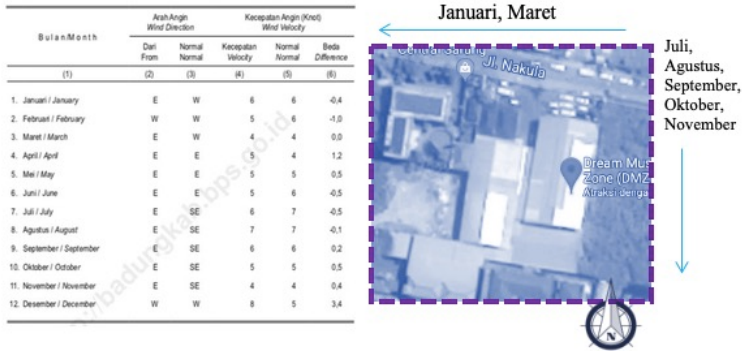 Arah Angin
Wind Direction
Kecepatan Angin (Knot)
Wind Velocity
Bulan/Month
Dari
From
Normal
Normal
Kecepatan
Velocity
Normal
Normal
Beda
Difference
(1) (2) (3) (4) (5) (6)
1. Januari / January E W 6 6 -0,4
2. Februari / February W W 5 6 -1,0
3. Maret / March E W 4 4 0,0
4. April / April E E 5 4 1,2
5. Mei / May E E 5 5 0,5
6. Juni / June E E 5 6 -0,5
7. Juli / July E SE 6 7 -0,5
8. Agustus / August E SE 7 7 -0,1
9. September / September E SE 6 6 0,2
10. Oktober / October E SE 5 5 0,5
11. November / November E SE 4 4 0,4
12. Desember / December W W 8 5 3,4
://badungkab.bps.go.id
Januari, Maret
Central Sarung
Jl. Nakula
Dream Mus
Zone (DMZ
Atraksi denga
Juli,
Agustus,
September,
Oktober,
November
N